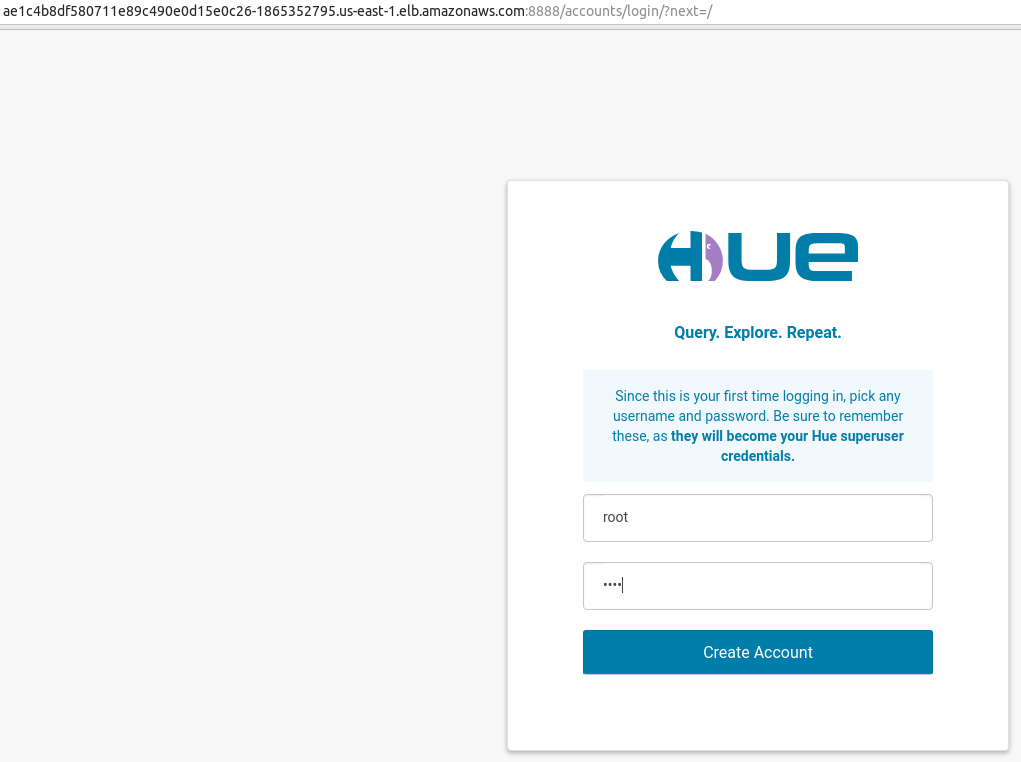 ae1c4b8df580711e89c490e0d15e0c26-1865352795.us-east-1.elb.amazonaws.com:8888/accounts/login/?next=/
HUE
Query. Explore. Repeat.
Since this is your first time logging in, pick any
username and password. Be sure to remember
these, as they will become your Hue superuser
credentials.
root
••••
Create Account